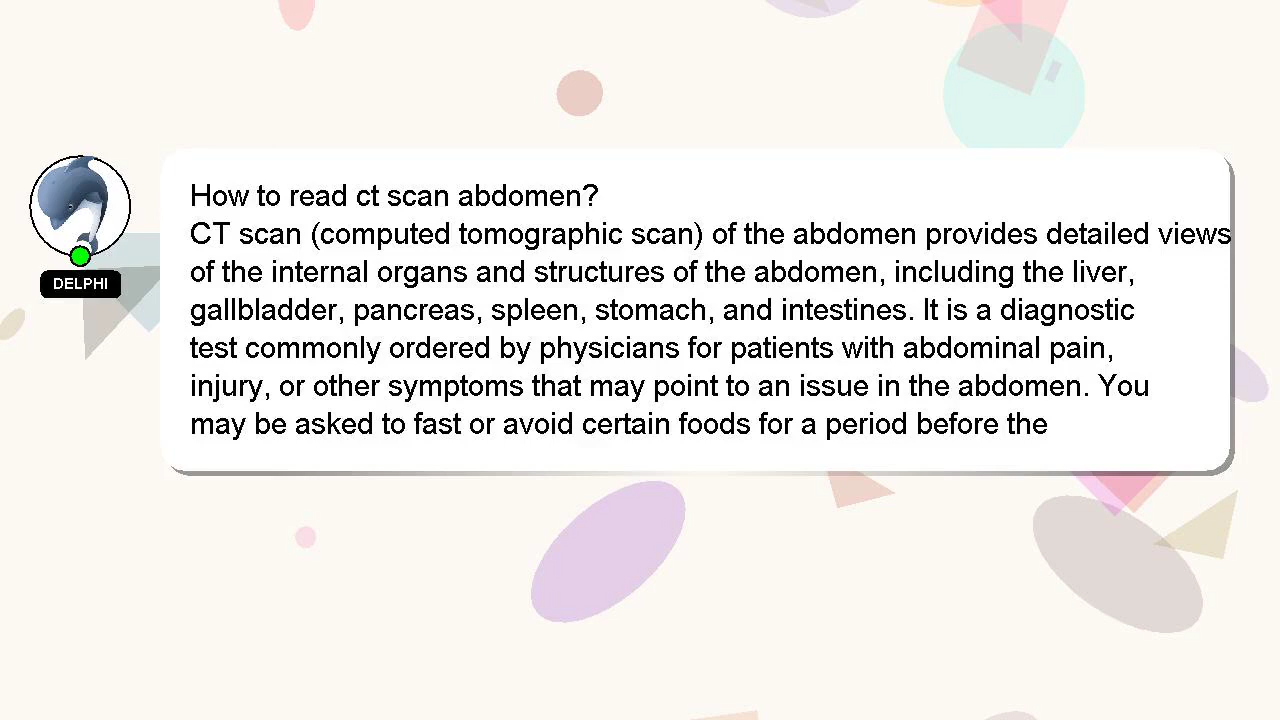 How to read ct scan abdomen?
CT scan (computed tomographic scan) of the abdomen provides detailed views
of the internal organs and structures of the abdomen, including the liver,
gallbladder, pancreas, spleen, stomach, and intestines. It is a diagnostic
test commonly ordered by physicians for patients with abdominal pain,
injury, or other symptoms that may point to an issue in the abdomen. You
may be asked to fast or avoid certain foods for a period before the
DELPHI